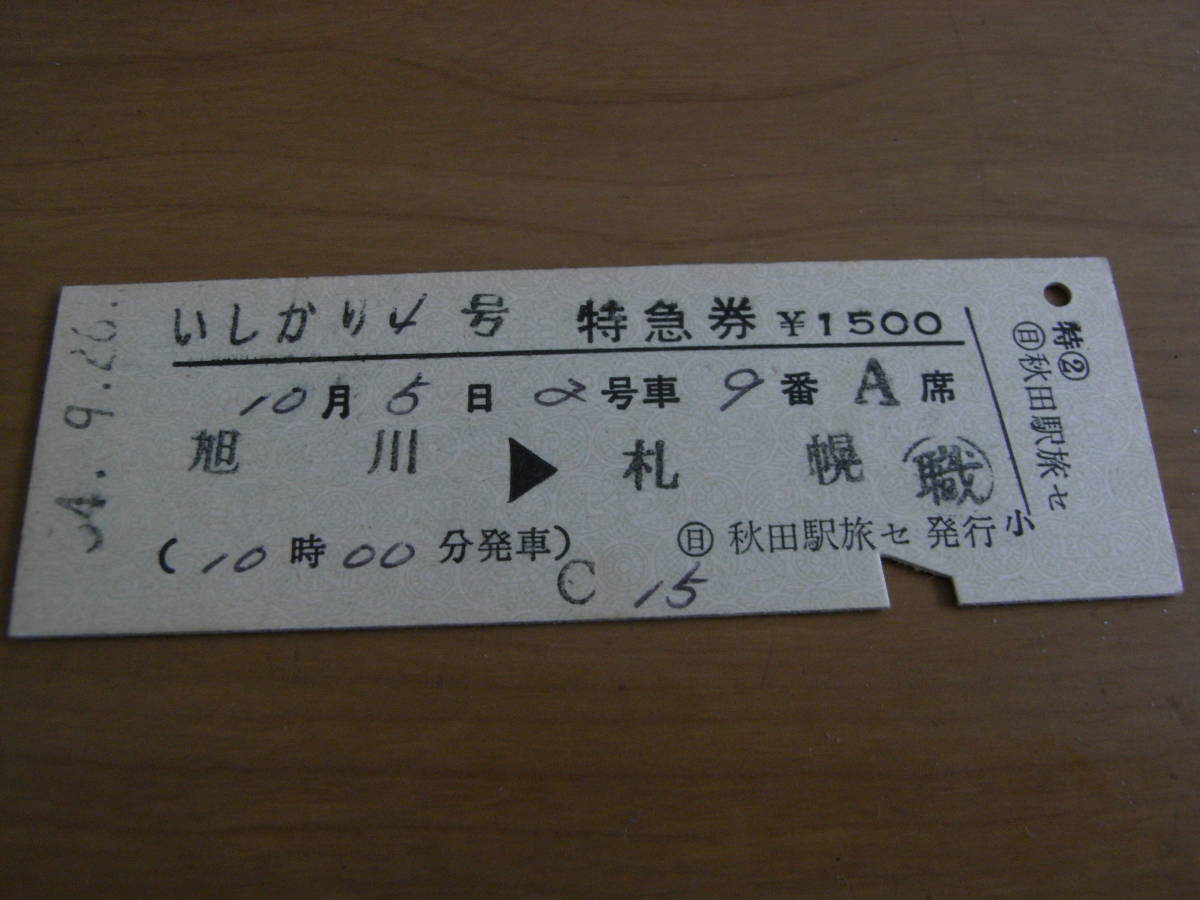 いしかり4号 特急券 ¥1500
10月5日 2号車 9番A席
旭川▶札幌 職
(10時00分発車)
日 秋田駅旅セ発行
C 15
小
特②
日秋田駅旅セ
54.9.26.